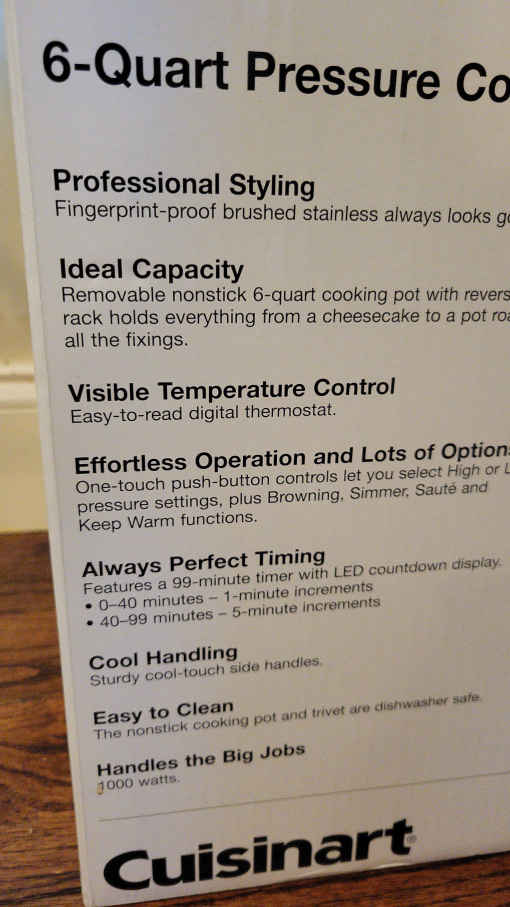 6-Quart Pressure Co
Professional Styling
Fingerprint-proof brushed stainless always looks go
Ideal Capacity
Removable nonstick 6-quart cooking pot with revers
rack holds everything from a cheesecake to a pot roa
all the fixings.
Visible Temperature Control
Easy-to-read digital thermostat.
Effortless Operation and Lots of Options
One-touch push-button controls let you select High or L
pressure settings, plus Browning, Simmer, Sauté and
Keep Warm functions.
Always Perfect Timing
Features a 99-minute timer with LED countdown display.
• 0–40 minutes – 1-minute increments
• 40–99 minutes – 5-minute increments
Cool Handling
Sturdy cool-touch side handles.
Easy to Clean
The nonstick cooking pot and trivet are dishwasher safe.
Handles the Big Jobs
1000 watts.
Cuisinart®